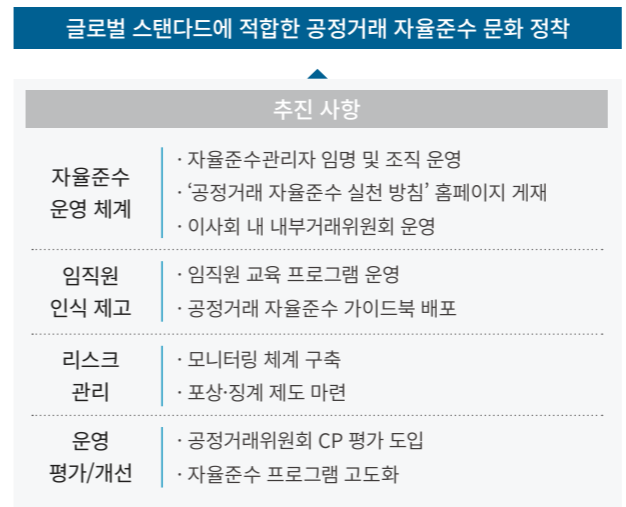 글로벌 스탠다드에 적합한 공정거래 자율준수 문화 정착
추진 사항
자율준수
운영 체계
· 자율준수관리자 임명 및 조직 운영
· ‘공정거래 자율준수 실천 방침’ 홈페이지 게재
· 이사회 내 내부거래위원회 운영
임직원
인식 제고
· 임직원 교육 프로그램 운영
· 공정거래 자율준수 가이드북 배포
리스크
관리
· 모니터링 체계 구축
· 포상·징계 제도 마련
운영
평가/개선
· 공정거래위원회 CP 평가 도입
· 자율준수 프로그램 고도화